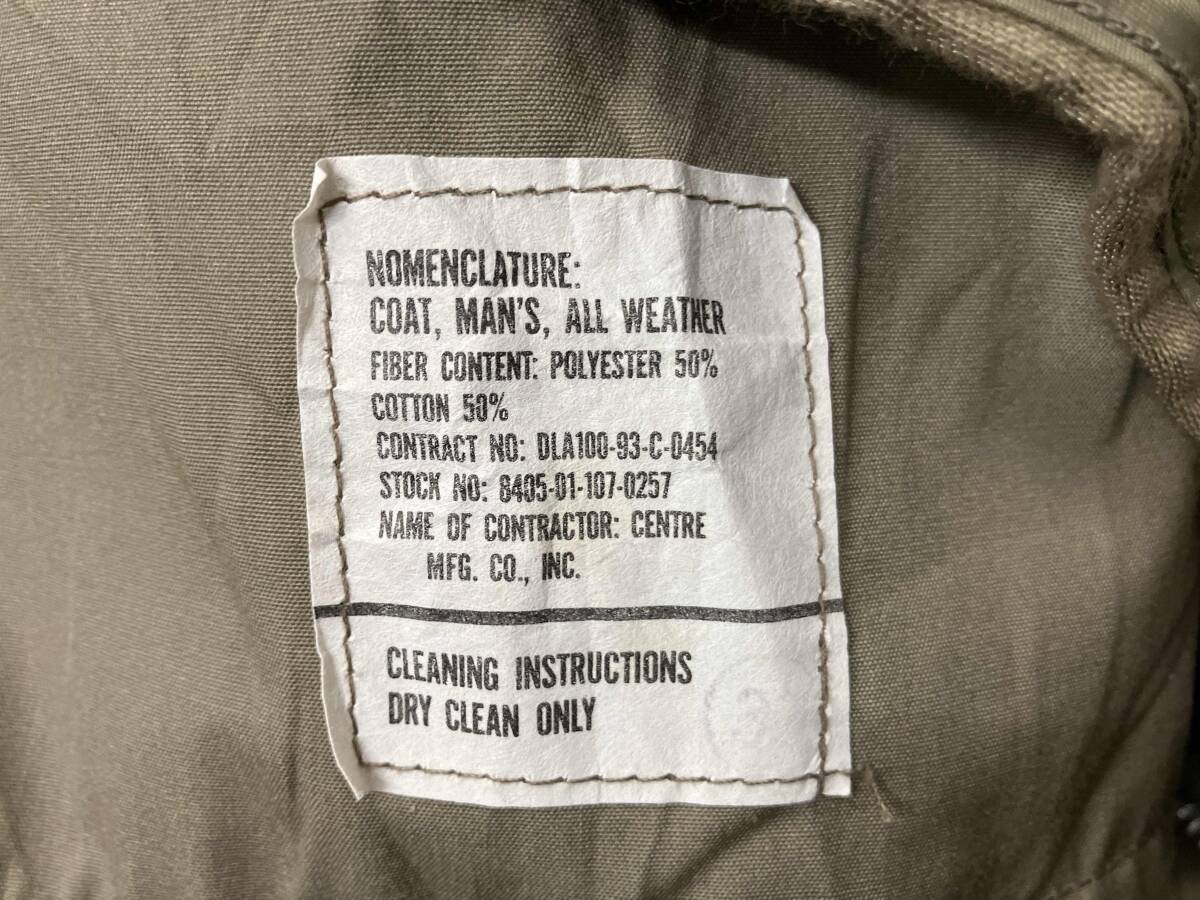 NOMENCLATURE:
COAT, MAN'S, ALL WEATHER
FIBER CONTENT: POLYESTER 50%
COTTON 50%
CONTRACT NO: DLA100-93-C-0454
STOCK NO: 8405-01-107-0257
NAME OF CONTRACTOR: CENTRE
MFG. CO., INC.
CLEANING INSTRUCTIONS
DRY CLEAN ONLY